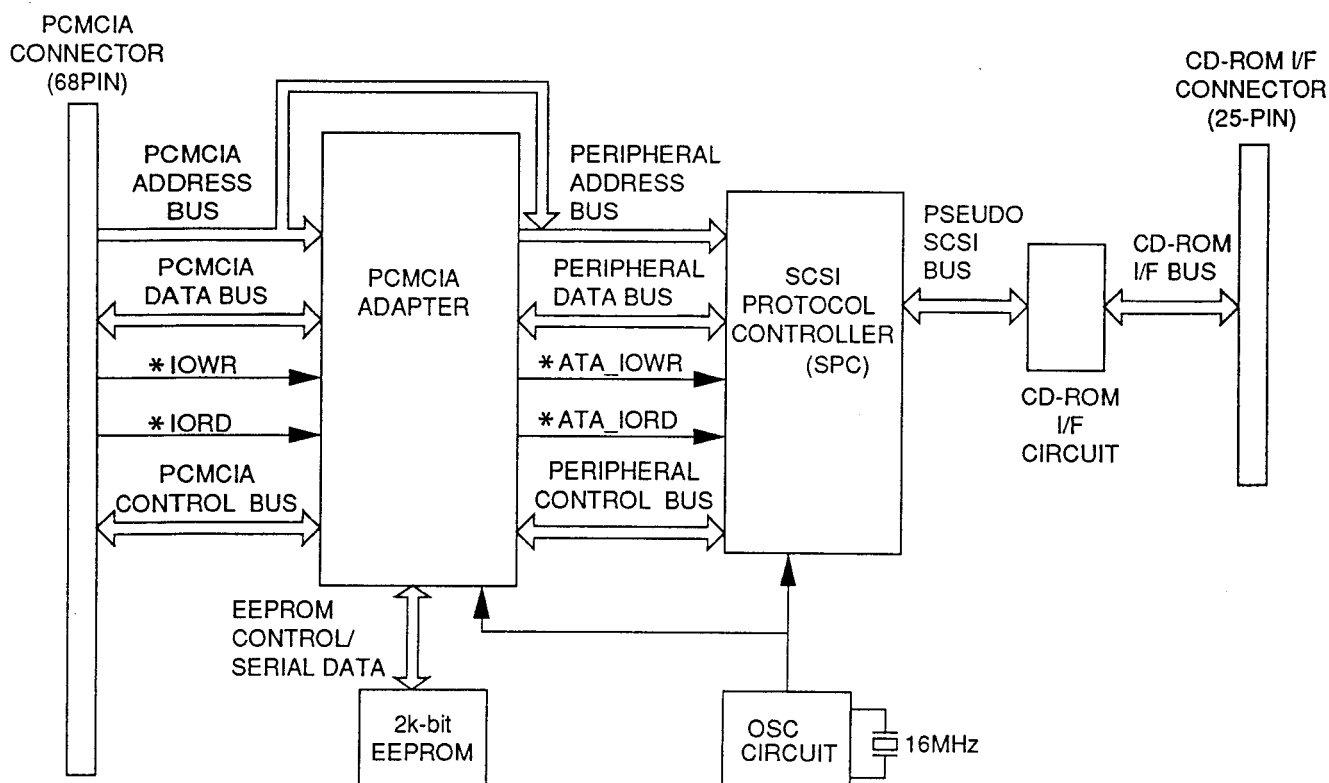 PCMCIA
CONNECTOR
(68PIN)
PCMCIA
ADDRESS
BUS
PCMCIA
DATA BUS
*IOWR
*IORD
PCMCIA
CONTROL BUS
PCMCIA
ADAPTER
EEPROM
CONTROL/
SERIAL DATA
2k-bit
EEPROM
PERIPHERAL
ADDRESS
BUS
PERIPHERAL
DATA BUS
*ATA_IOWR
*ATA_IORD
PERIPHERAL
CONTROL BUS
SCSI
PROTOCOL
CONTROLLER
(SPC)
OSC
CIRCUIT
16MHz
PSEUDO
SCSI
BUS
CD-ROM
I/F
CIRCUIT
CD-ROM
I/F BUS
CD-ROM I/F
CONNECTOR
(25-PIN)